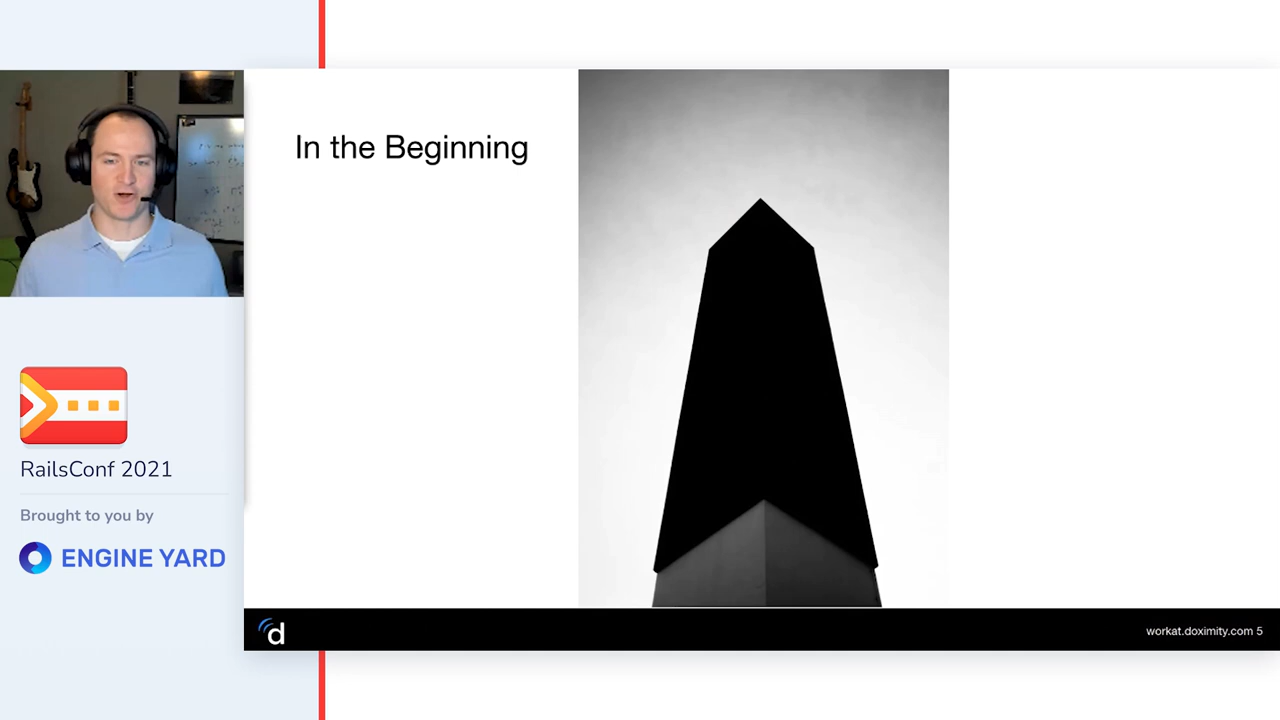 In the Beginning
RailsConf 2021
Brought to you by
ENGINE YARD
d
workat.doximity.com 5